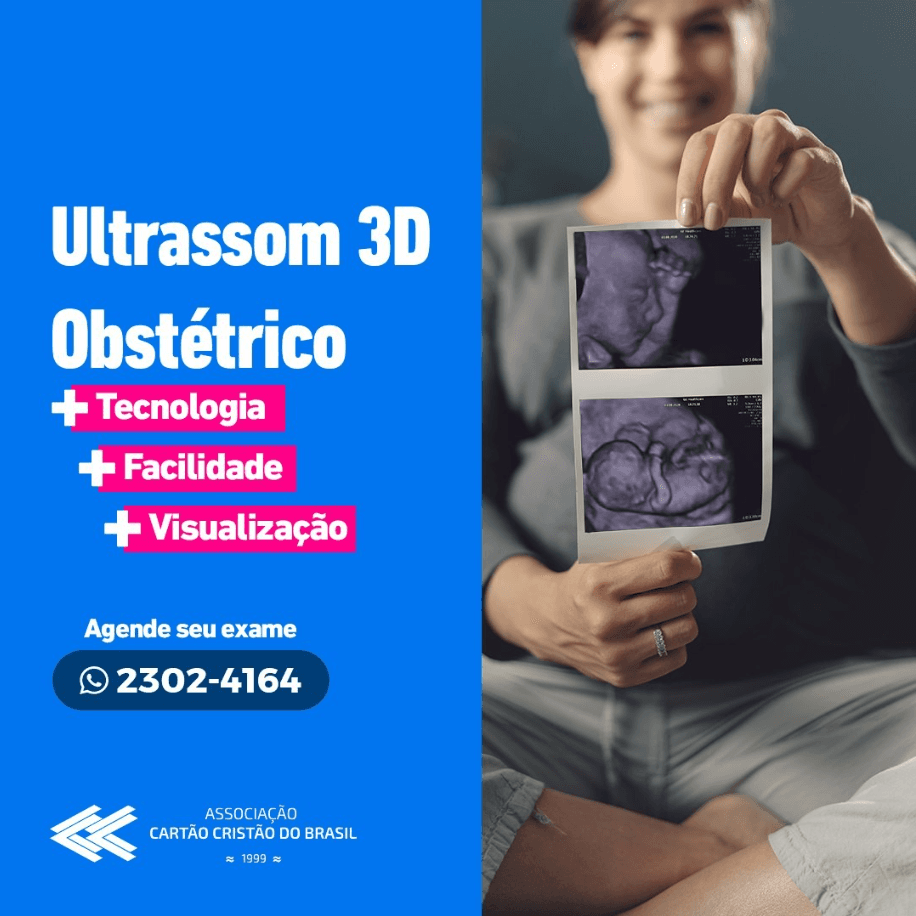 Ultrassom 3D
Obstétrico
+ Tecnologia
+ Facilidade
+ Visualização
Agende seu exame
2302-4164
ASSOCIAÇÃO
CARTÃO CRISTÃO DO BRASIL
≈ 1999 ≈